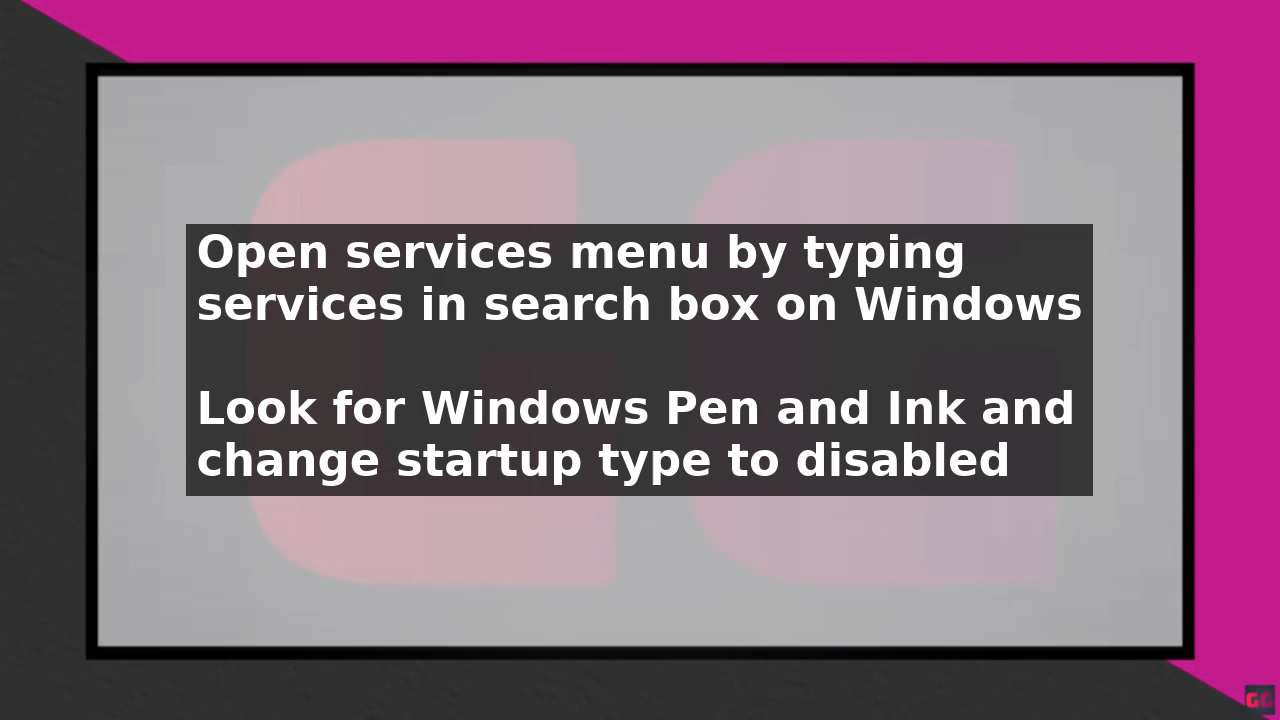 Open services menu by typing
services in search box on Windows
Look for Windows Pen and Ink and
change startup type to disabled
GG